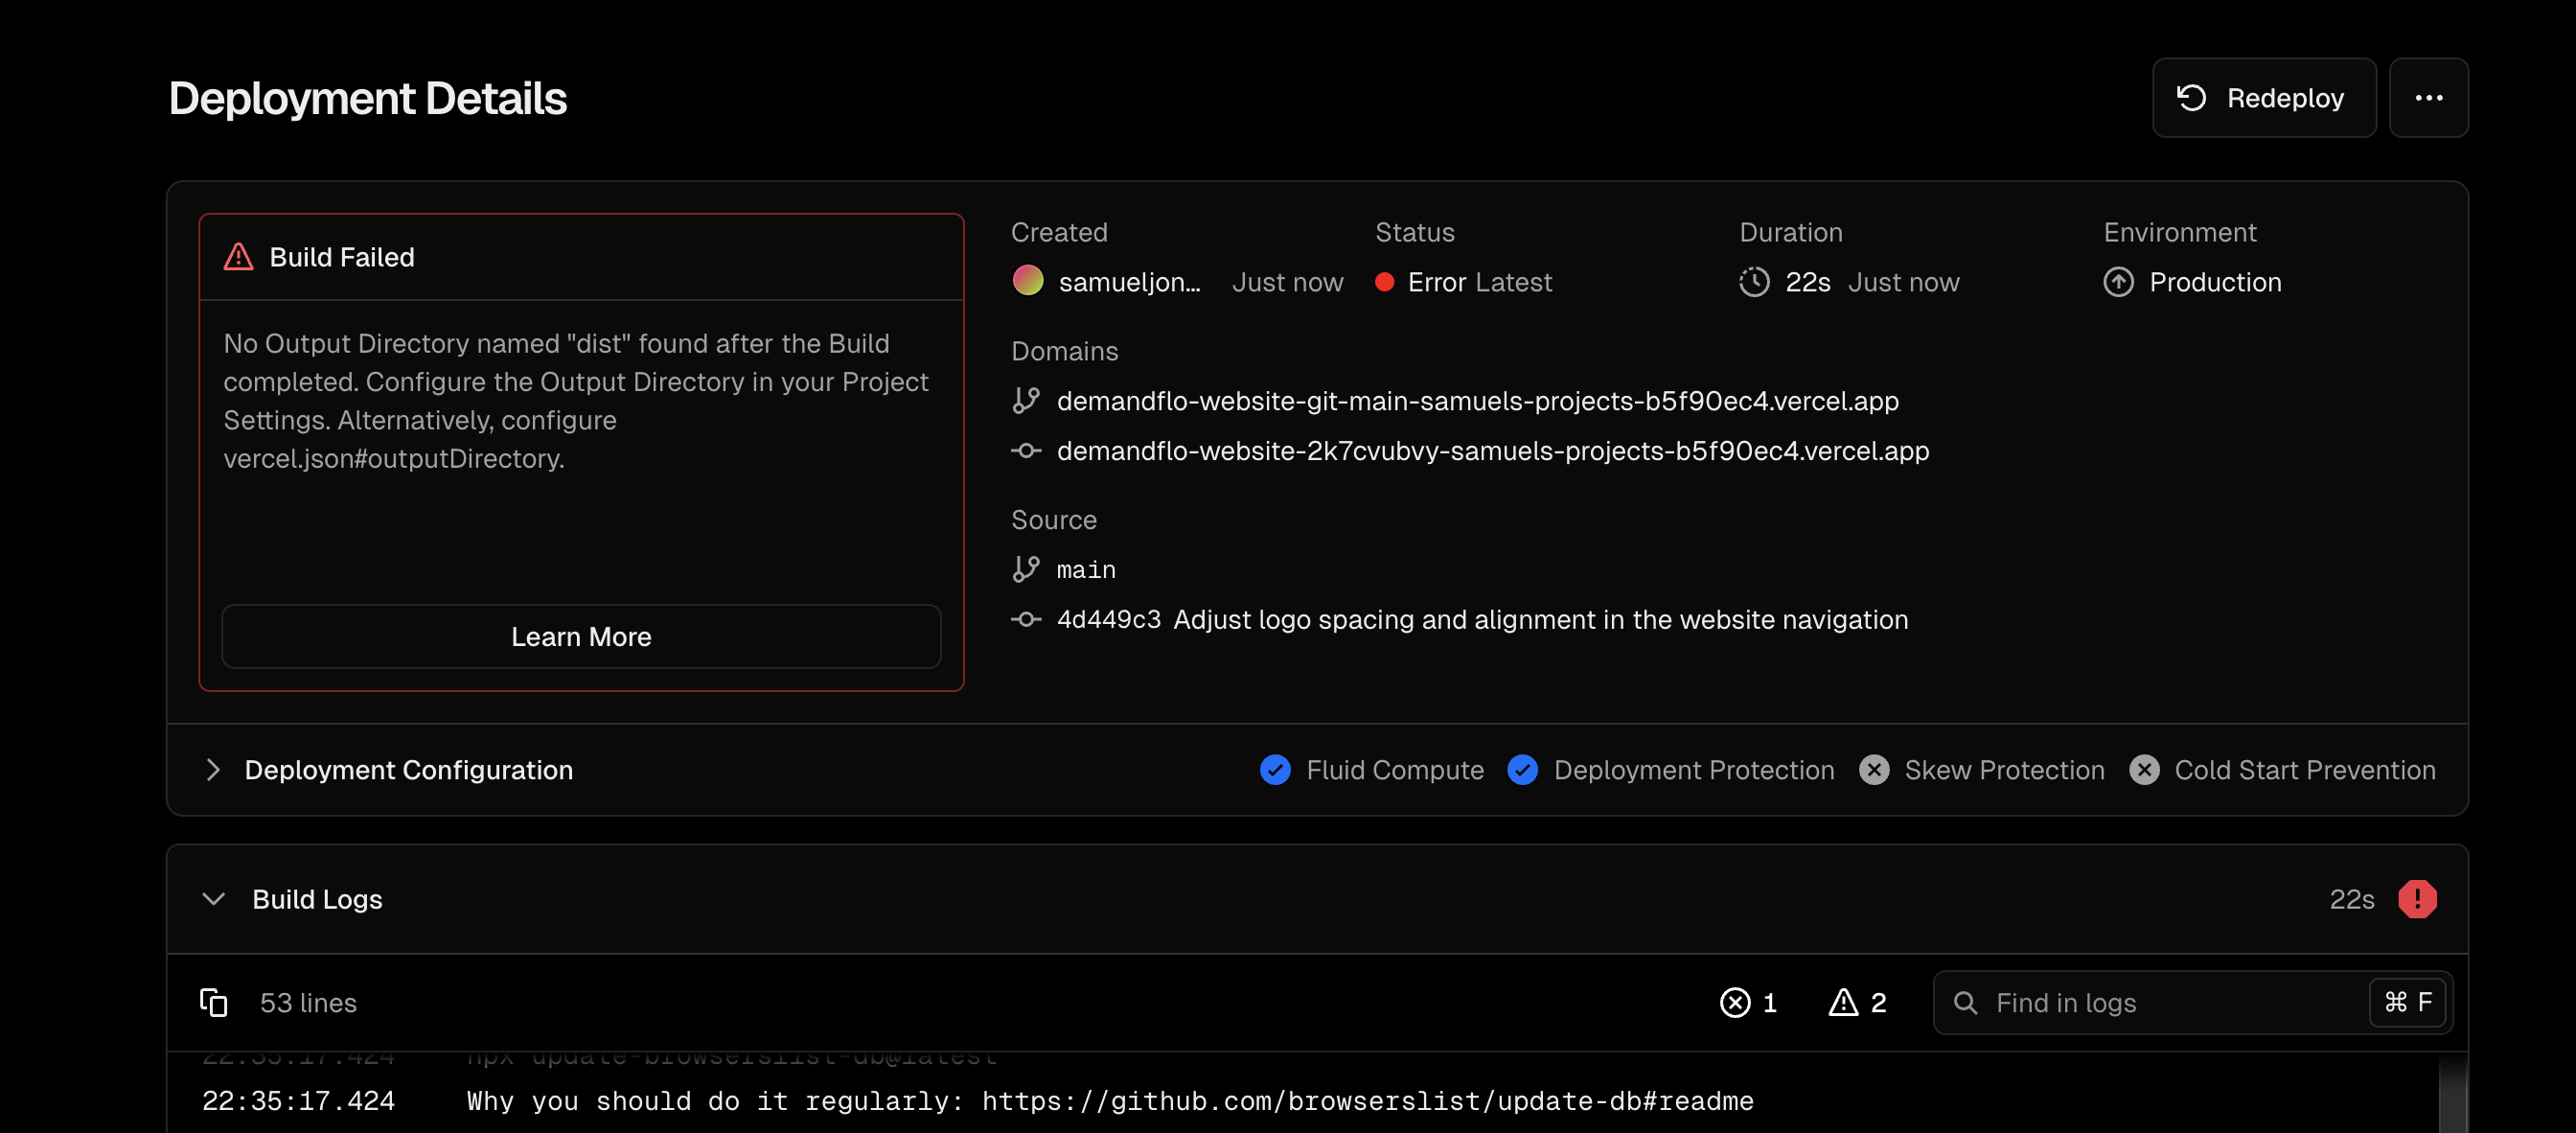 Deployment Details
Redeploy
Build Failed
No Output Directory named "dist" found after the Build
completed. Configure the Output Directory in your Project
Settings. Alternatively, configure
vercel.json#outputDirectory.
Learn More
Created
samueljon... Just now
Status
Error Latest
Duration
22s Just now
Environment
Production
Domains
demandflo-website-git-main-samuels-projects-b5f90ec4.vercel.app
demandflo-website-2k7cvubvy-samuels-projects-b5f90ec4.vercel.app
Source
main
4d449c3 Adjust logo spacing and alignment in the website navigation
Deployment Configuration
Fluid Compute
Deployment Protection
Skew Protection
Cold Start Prevention
Build Logs
22s
53 lines
1
2
Find in logs
⌘ F
22:35:17.424 npx update-browserslist-db@latest
22:35:17.424 Why you should do it regularly: https://github.com/browserslist/update-db#readme